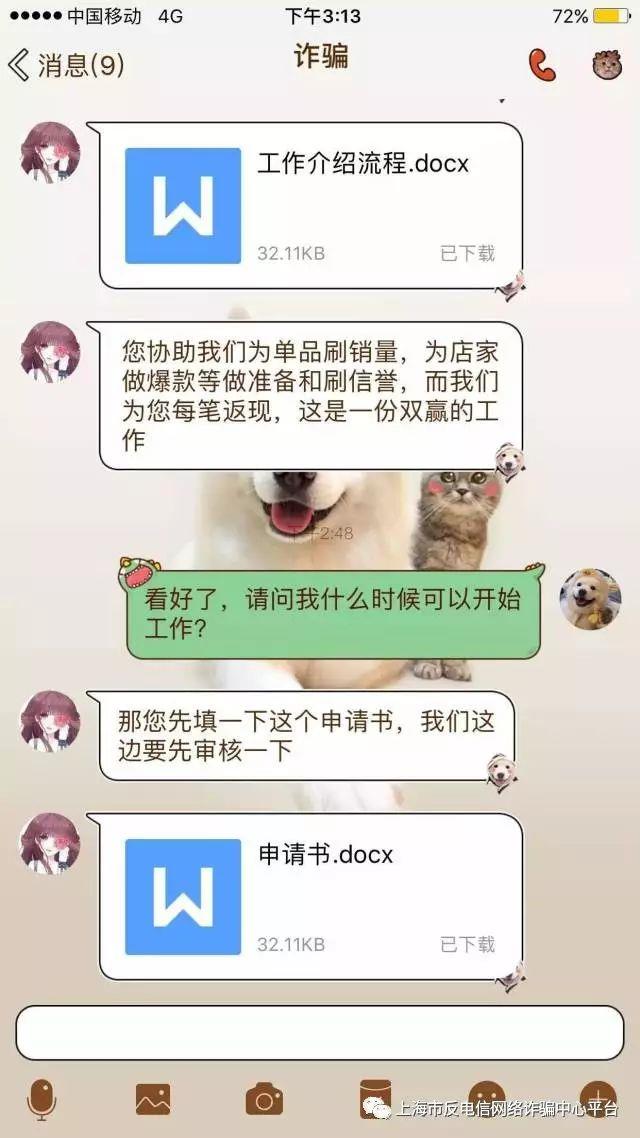 中国移动 4G 下午3:13 72%
消息(9) 诈骗
工作介绍流程.docx
32.11KB 已下载
您协助我们为单品刷销量，为店家
做爆款等做准备和刷信誉，而我们
为您每笔返现，这是一份双赢的工
作
下午2:48
看好了，请问我什么时候可以开始
工作？
那您先填一下这个申请书，我们这
边要先审核一下
申请书.docx
32.11KB 已下载
上海市反电信网络诈骗中心平台